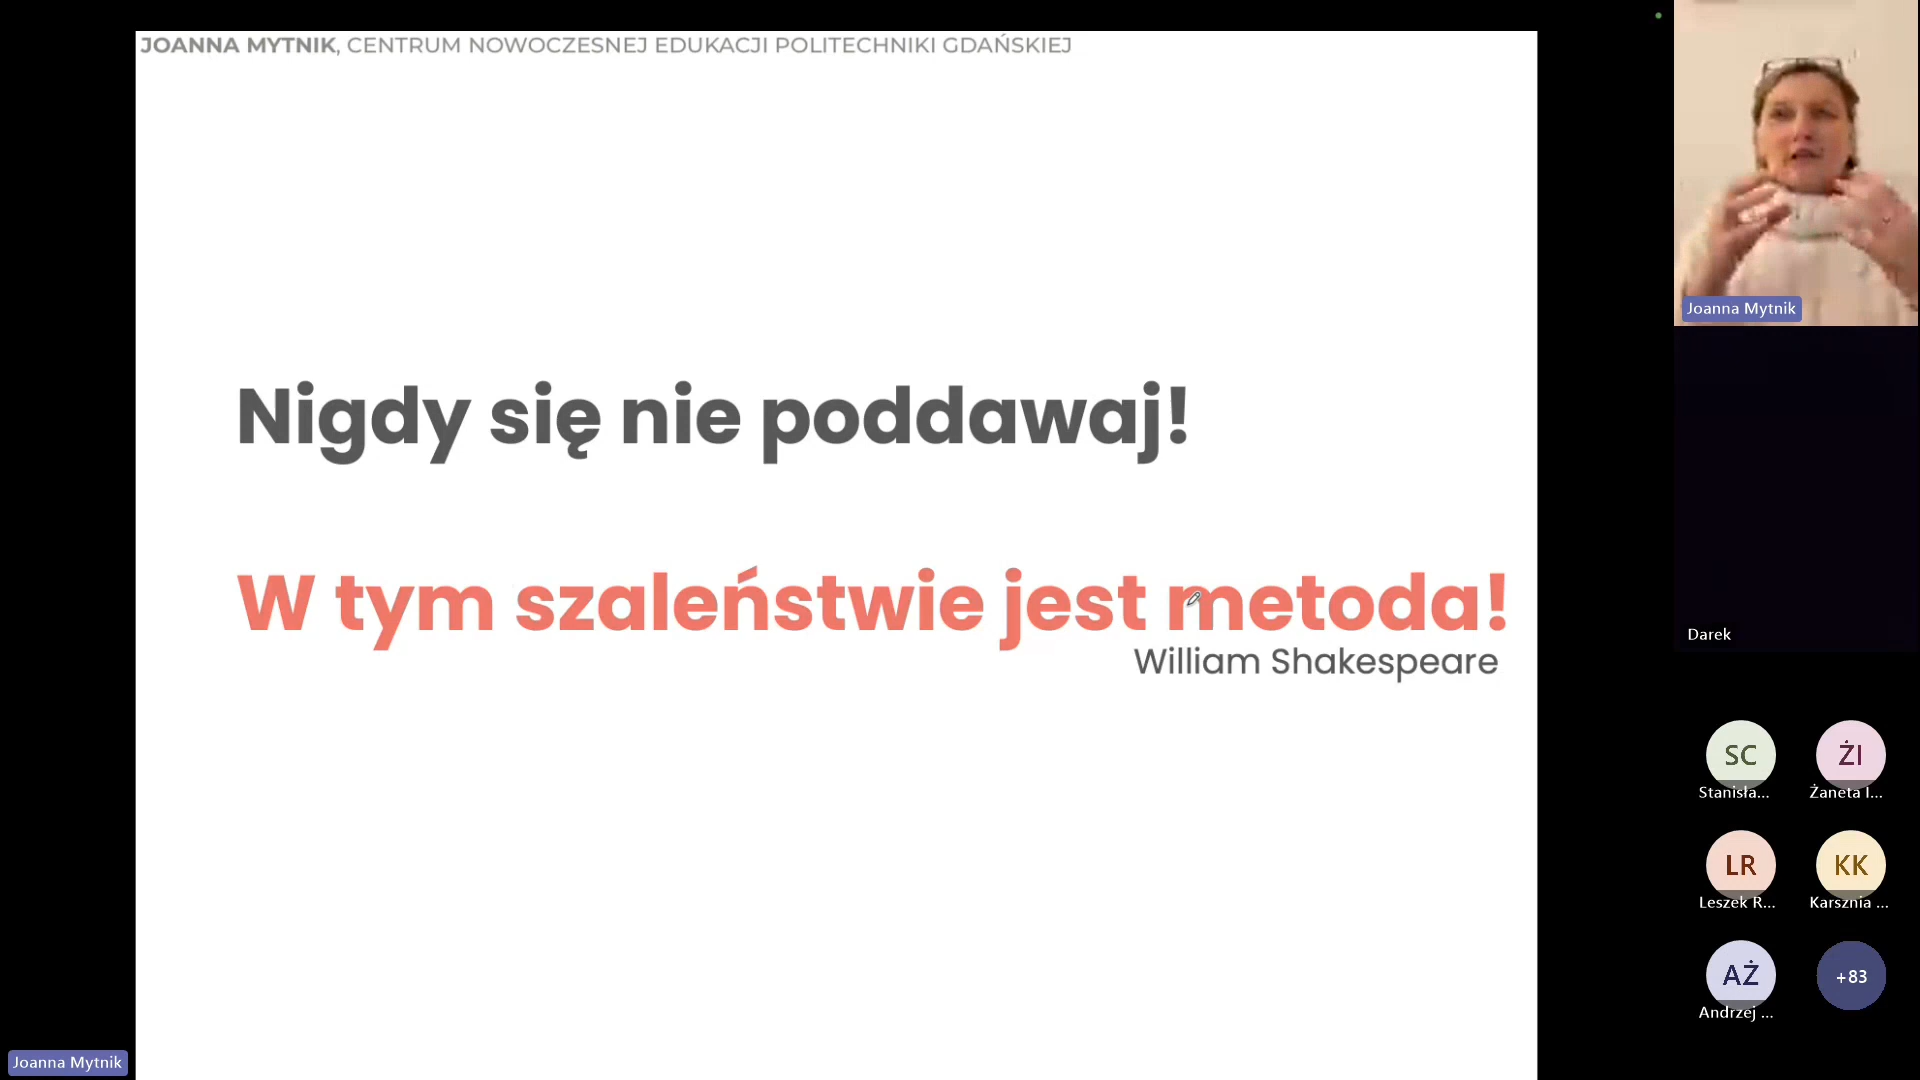 JOANNA MYTNIK, CENTRUM NOWOCZESNEJ EDUKACJI POLITECHNIKI GDAŃSKIEJ
Nigdy się nie poddawaj!
W tym szaleństwie jest metoda!
William Shakespeare
Joanna Mytnik
Darek
SC
ŻI
Stanisła...
Żaneta I...
LR
KK
Leszek R...
Karsznia ...
AŻ
+83
Andrzej ...
Joanna Mytnik